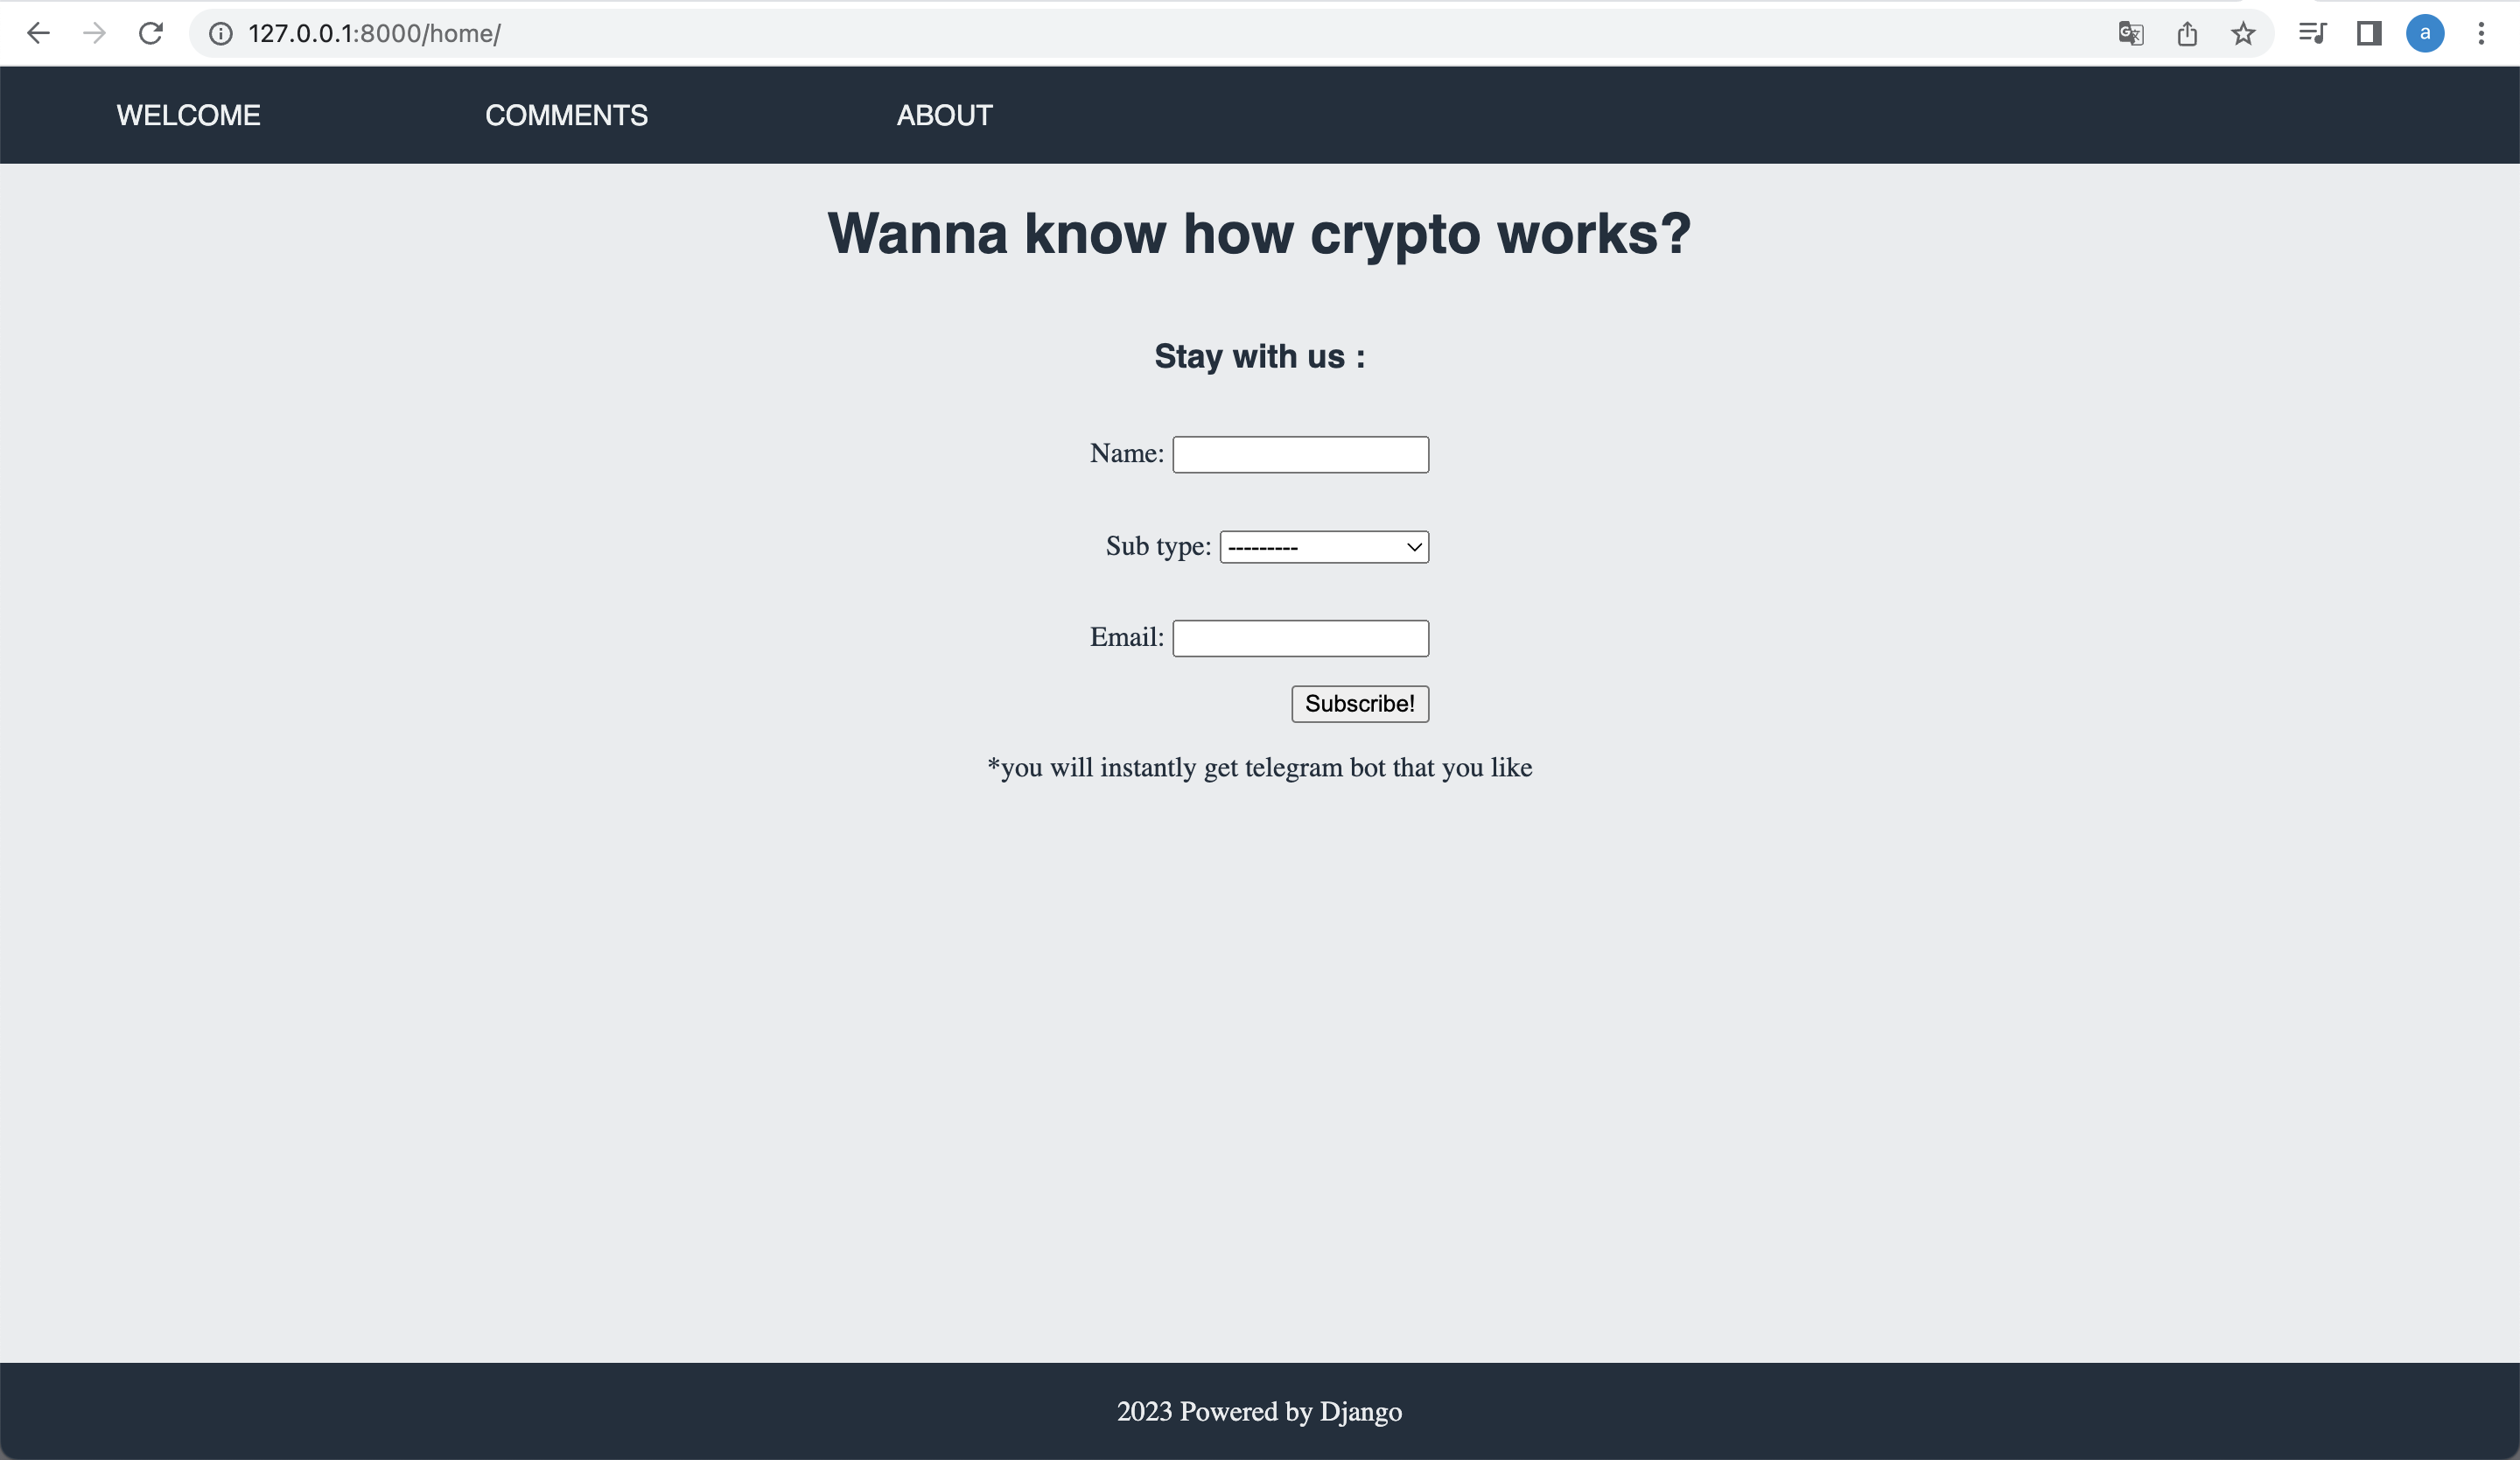 127.0.0.1:8000/home/
a
WELCOME COMMENTS ABOUT
Wanna know how crypto works?
Stay with us :
Name:
Sub type: ---------
Email:
Subscribe!
*you will instantly get telegram bot that you like
2023 Powered by Django